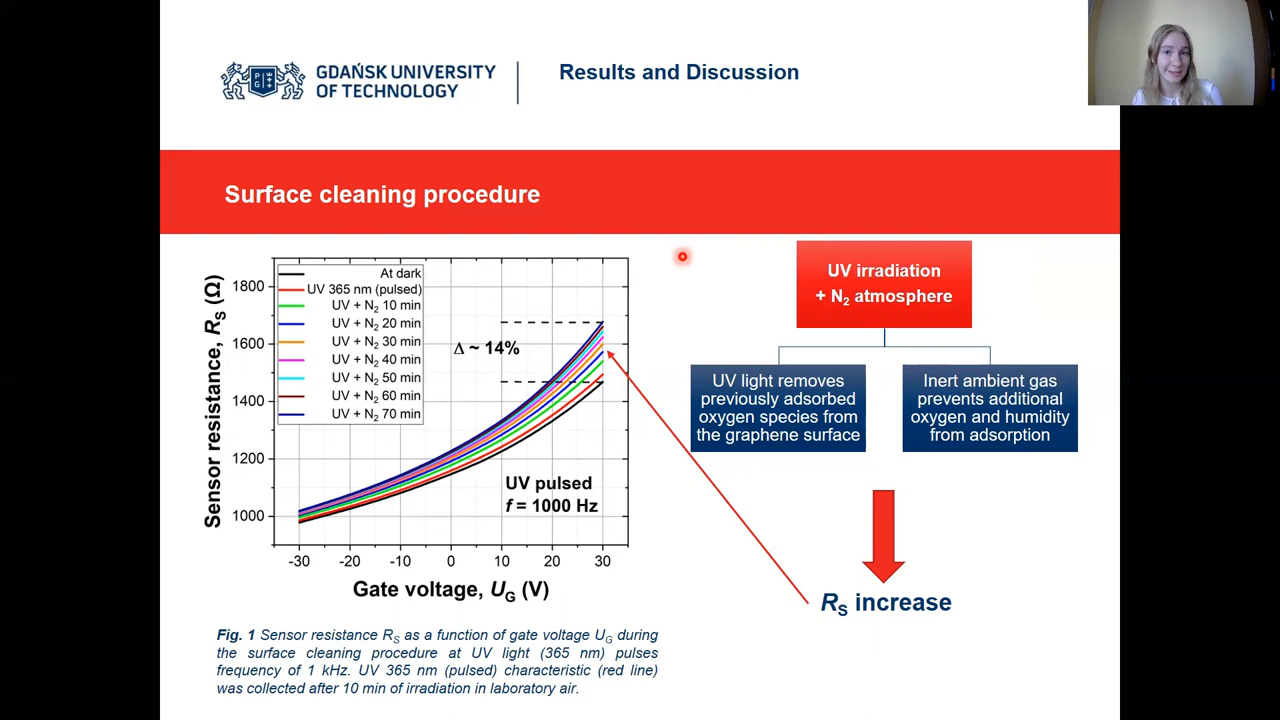 GDAŃSK UNIVERSITY
OF TECHNOLOGY
Results and Discussion
Surface cleaning procedure
Sensor resistance, RS (Ω)
1800
1600
1400
1200
1000
At dark
UV 365 nm (pulsed)
UV + N2 10 min
UV + N2 20 min
UV + N2 30 min
UV + N2 40 min
UV + N2 50 min
UV + N2 60 min
UV + N2 70 min
Δ ~ 14%
UV pulsed
f = 1000 Hz
-30 -20 -10 0 10 20 30
Gate voltage, UG (V)
Fig. 1 Sensor resistance RS as a function of gate voltage UG during
the surface cleaning procedure at UV light (365 nm) pulses
frequency of 1 kHz. UV 365 nm (pulsed) characteristic (red line)
was collected after 10 min of irradiation in laboratory air.
UV irradiation
+ N2 atmosphere
UV light removes
previously adsorbed
oxygen species from
the graphene surface
Inert ambient gas
prevents additional
oxygen and humidity
from adsorption
RS increase